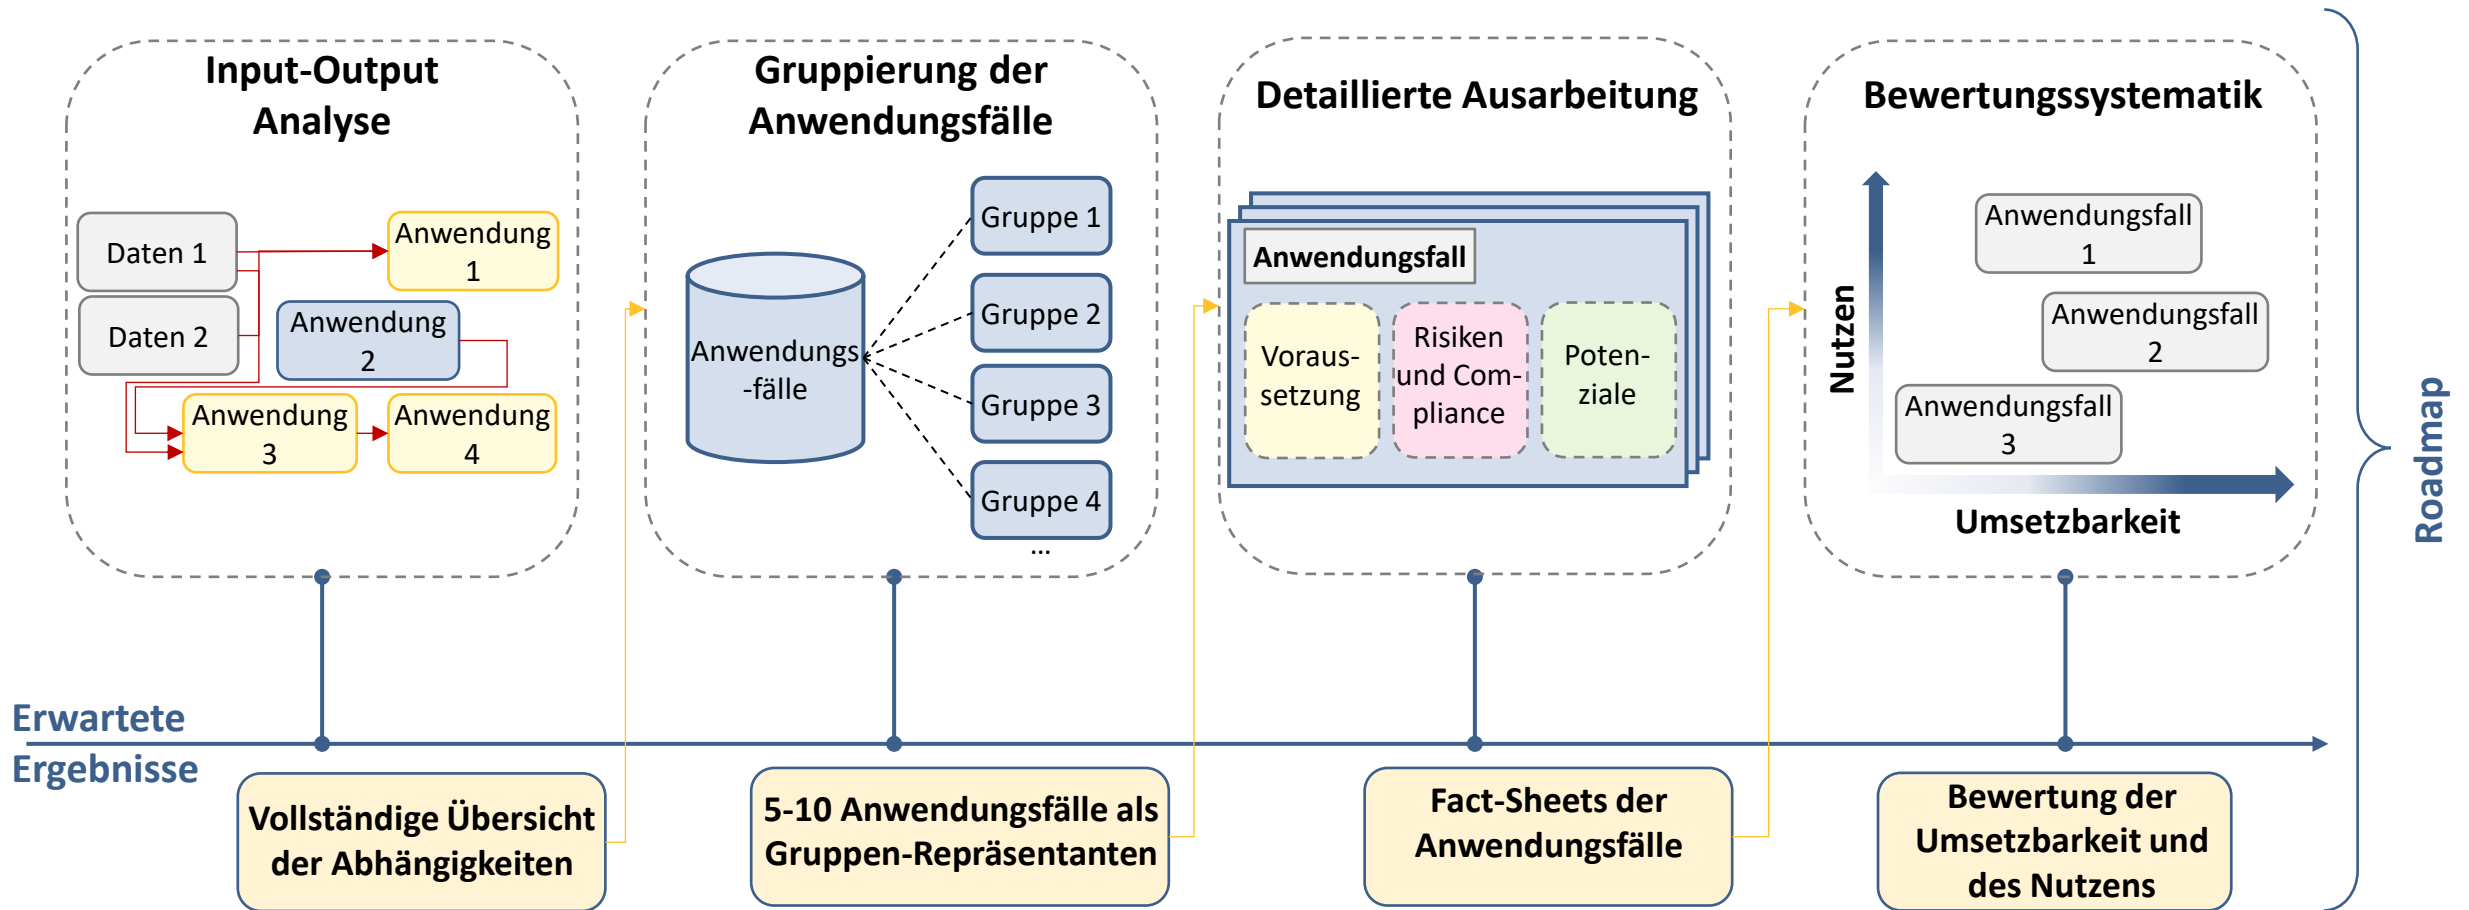 Input-Output
Analyse
Daten 1
Anwendung
1
Daten 2
Anwendung
2
Anwendung
3
Anwendung
4
Gruppierung der
Anwendungsfälle
Anwendungs
-fälle
Gruppe 1
Gruppe 2
Gruppe 3
Gruppe 4
...
Detaillierte Ausarbeitung
Anwendungsfall
Voraus-
setzung
Risiken
und Com-
pliance
Poten-
ziale
Bewertungssystematik
Nutzen
Anwendungsfall
1
Anwendungsfall
2
Anwendungsfall
3
Umsetzbarkeit
Roadmap
Erwartete
Ergebnisse
Vollständige Übersicht
der Abhängigkeiten
5-10 Anwendungsfälle als
Gruppen-Repräsentanten
Fact-Sheets der
Anwendungsfälle
Bewertung der
Umsetzbarkeit und
des Nutzens